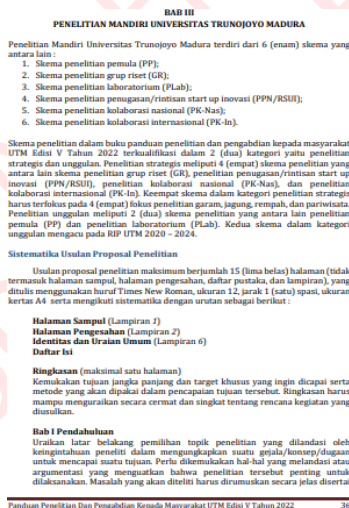 BAB III
PENELITIAN MANDIRI UNIVERSITAS TRUNOJOYO MADURA
Penelitian Mandiri Universitas Trunojoyo Madura terdiri dari 6 (enam) skema yang
antara lain :
1. Skema penelitian pemula (PP);
2. Skema penelitian grup riset (GR);
3. Skema penelitian laboratorium (PLab);
4. Skema penelitian penugasan/rintisan start up inovasi (PPN/RSUI);
5. Skema penelitian kolaborasi nasional (PK-Nas);
6. Skema penelitian kolaborasi internasional (PK-In).
Skema penelitian dalam buku panduan penelitian dan pengabdian kepada masyarakat
UTM Edisi V Tahun 2022 terkualifikasi dalam 2 (dua) kategori yaitu penelitian
strategis dan unggulan. Penelitian strategis meliputi 4 (empat) skema penelitian yang
antara lain skema penelitian grup riset (GR), penelitian penugasan/rintisan start up
inovasi (PPN/RSUI), penelitian kolaborasi nasional (PK-Nas), dan penelitian
kolaborasi internasional (PK-In). Keempat skema dalam kategori penelitian strategis
harus terfokus pada 4 (empat) fokus penelitian garam, jagung, rempah, dan pariwisata.
Penelitian unggulan meliputi 2 (dua) skema penelitian yang antara lain penelitian
pemula (PP) dan penelitian laboratorium (PLab). Kedua skema dalam kategori
unggulan mengacu pada RIP UTM 2020 – 2024.
Sistematika Usulan Proposal Penelitian
Usulan proposal penelitian maksimum berjumlah 15 (lima belas) halaman (tidak
termasuk halaman sampul, halaman pengesahan, daftar pustaka, dan lampiran), yang
ditulis menggunakan huruf Times New Roman, ukuran 12, jarak 1 (satu) spasi, ukuran
kertas A4 serta mengikuti sistematika dengan urutan sebagai berikut :
Halaman Sampul (Lampiran 1)
Halaman Pengesahan (Lampiran 2)
Identitas dan Uraian Umum (Lampiran 6)
Daftar Isi
Ringkasan (maksimal satu halaman)
Kemukakan tujuan jangka panjang dan target khusus yang ingin dicapai serta
metode yang akan dipakai dalam pencapaian tujuan tersebut. Ringkasan harus
mampu menguraikan secara cermat dan singkat tentang rencana kegiatan yang
diusulkan.
Bab I Pendahuluan
Uraikan latar belakang pemilihan topik penelitian yang dilandasi oleh
keingintahuan peneliti dalam mengungkapkan suatu gejala/konsep/dugaan
untuk mencapai suatu tujuan. Perlu dikemukakan hal-hal yang melandasi atau
argumentasi yang menguatkan bahwa penelitian tersebut penting untuk
dilaksanakan. Masalah yang akan diteliti harus dirumuskan secara jelas disertai
Panduan Penelitian Dan Pengabdian Kepada Masyarakat UTM Edisi V Tahun 2022 36